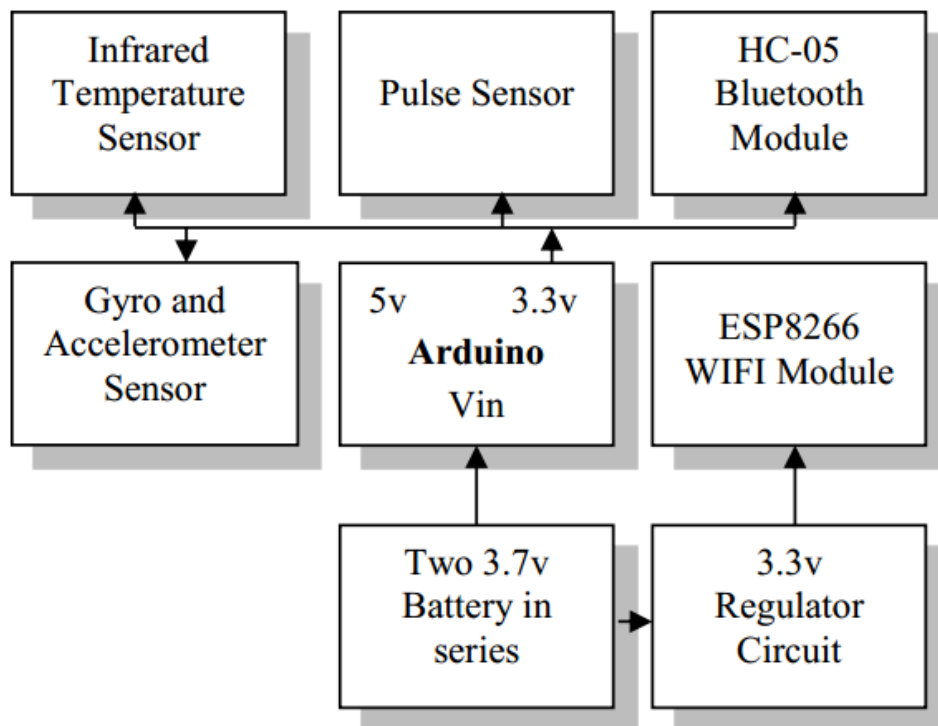 Infrared
Temperature
Sensor
Pulse Sensor
HC-05
Bluetooth
Module
Gyro and
Accelerometer
Sensor
5v 3.3v
Arduino
Vin
ESP8266
WIFI Module
Two 3.7v
Battery in
series
3.3v
Regulator
Circuit